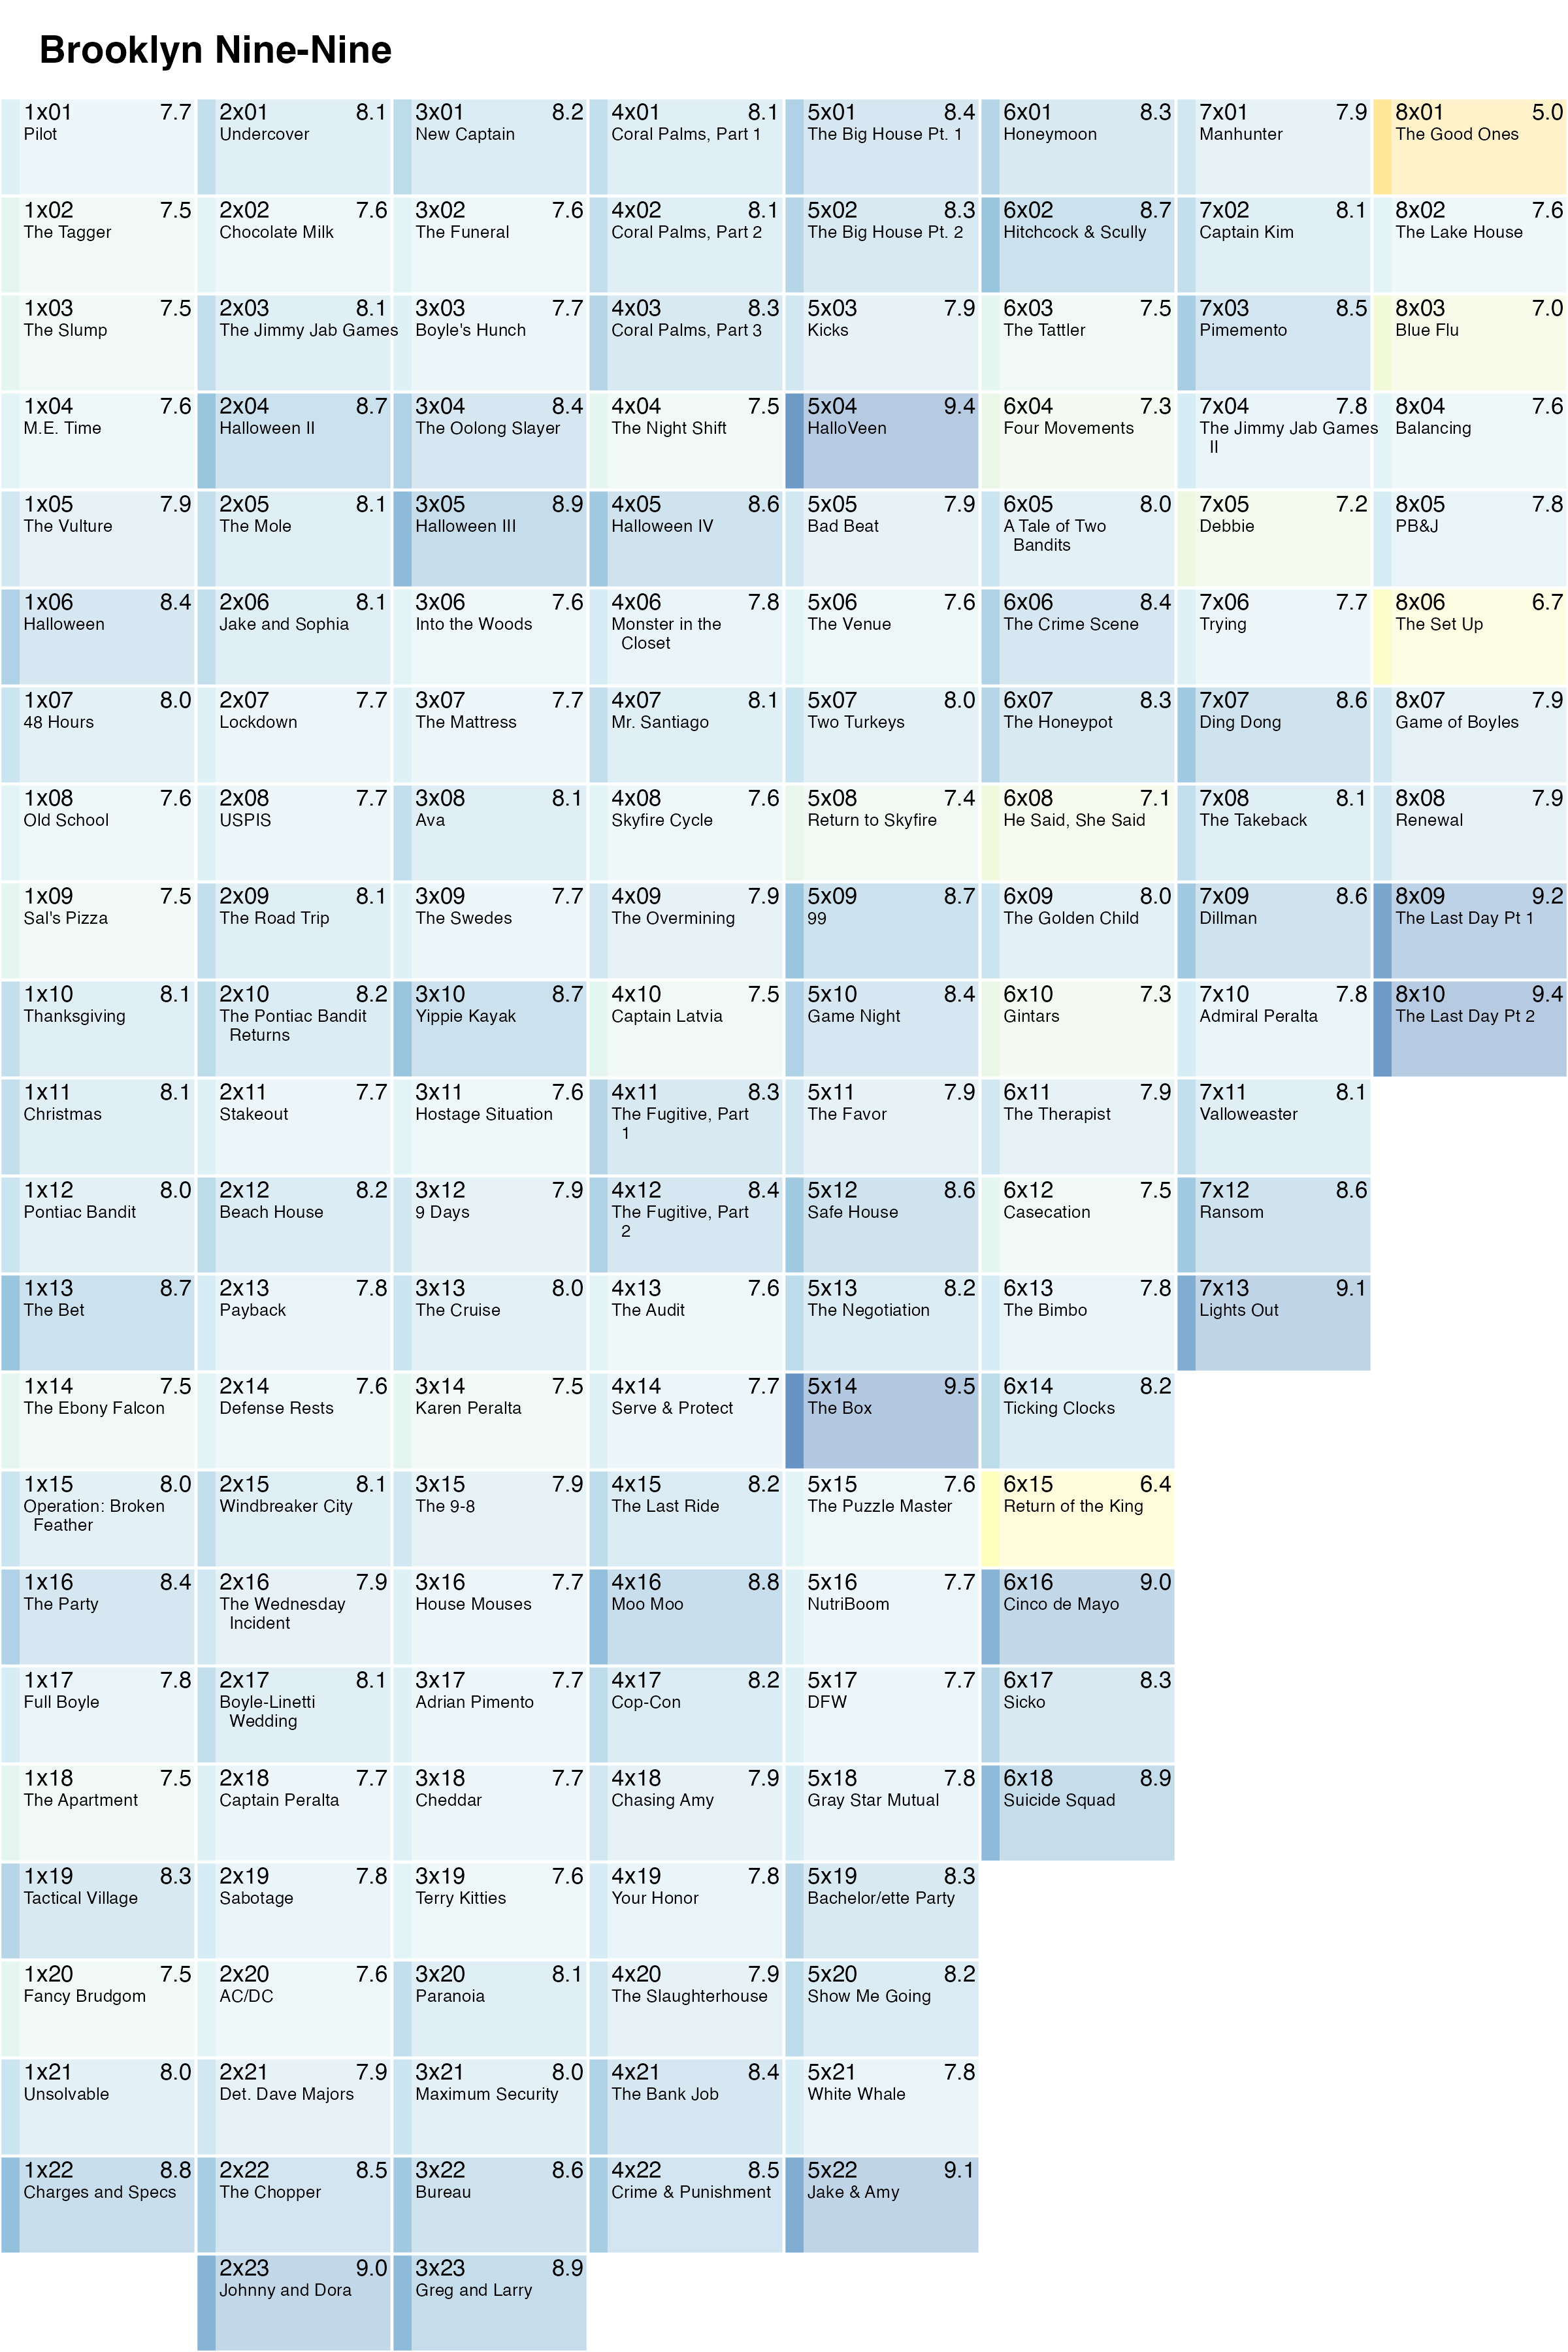 Brooklyn Nine-Nine
1x01 7.7
Pilot
2x01 8.1
Undercover
3x01 8.2
New Captain
4x01 8.1
Coral Palms, Part 1
5x01 8.4
The Big House Pt. 1
6x01 8.3
Honeymoon
7x01 7.9
Manhunter
8x01 5.0
The Good Ones
1x02 7.5
The Tagger
2x02 7.6
Chocolate Milk
3x02 7.6
The Funeral
4x02 8.1
Coral Palms, Part 2
5x02 8.3
The Big House Pt. 2
6x02 8.7
Hitchcock & Scully
7x02 8.1
Captain Kim
8x02 7.6
The Lake House
1x03 7.5
The Slump
2x03 8.1
The Jimmy Jab Games
3x03 7.7
Boyle's Hunch
4x03 8.3
Coral Palms, Part 3
5x03 7.9
Kicks
6x03 7.5
The Tattler
7x03 8.5
Pimemento
8x03 7.0
Blue Flu
1x04 7.6
M.E. Time
2x04 8.7
Halloween II
3x04 8.4
The Oolong Slayer
4x04 7.5
The Night Shift
5x04 9.4
HalloVeen
6x04 7.3
Four Movements
7x04 7.8
The Jimmy Jab Games
II
8x04 7.6
Balancing
1x05 7.9
The Vulture
2x05 8.1
The Mole
3x05 8.9
Halloween III
4x05 8.6
Halloween IV
5x05 7.9
Bad Beat
6x05 8.0
A Tale of Two
Bandits
7x05 7.2
Debbie
8x05 7.8
PB&J
1x06 8.4
Halloween
2x06 8.1
Jake and Sophia
3x06 7.6
Into the Woods
4x06 7.8
Monster in the
Closet
5x06 7.6
The Venue
6x06 8.4
The Crime Scene
7x06 7.7
Trying
8x06 6.7
The Set Up
1x07 8.0
48 Hours
2x07 7.7
Lockdown
3x07 7.7
The Mattress
4x07 8.1
Mr. Santiago
5x07 8.0
Two Turkeys
6x07 8.3
The Honeypot
7x07 8.6
Ding Dong
8x07 7.9
Game of Boyles
1x08 7.6
Old School
2x08 7.7
USPIS
3x08 8.1
Ava
4x08 7.6
Skyfire Cycle
5x08 7.4
Return to Skyfire
6x08 7.1
He Said, She Said
7x08 8.1
The Takeback
8x08 7.9
Renewal
1x09 7.5
Sal's Pizza
2x09 8.1
The Road Trip
3x09 7.7
The Swedes
4x09 7.9
The Overmining
5x09 8.7
99
6x09 8.0
The Golden Child
7x09 8.6
Dillman
8x09 9.2
The Last Day Pt 1
1x10 8.1
Thanksgiving
2x10 8.2
The Pontiac Bandit
Returns
3x10 8.7
Yippie Kayak
4x10 7.5
Captain Latvia
5x10 8.4
Game Night
6x10 7.3
Gintars
7x10 7.8
Admiral Peralta
8x10 9.4
The Last Day Pt 2
1x11 8.1
Christmas
2x11 7.7
Stakeout
3x11 7.6
Hostage Situation
4x11 8.3
The Fugitive, Part
1
5x11 7.9
The Favor
6x11 7.9
The Therapist
7x11 8.1
Valloweaster
1x12 8.0
Pontiac Bandit
2x12 8.2
Beach House
3x12 7.9
9 Days
4x12 8.4
The Fugitive, Part
2
5x12 8.6
Safe House
6x12 7.5
Casecation
7x12 8.6
Ransom
1x13 8.7
The Bet
2x13 7.8
Payback
3x13 8.0
The Cruise
4x13 7.6
The Audit
5x13 8.2
The Negotiation
6x13 7.8
The Bimbo
7x13 9.1
Lights Out
1x14 7.5
The Ebony Falcon
2x14 7.6
Defense Rests
3x14 7.5
Karen Peralta
4x14 7.7
Serve & Protect
5x14 9.5
The Box
6x14 8.2
Ticking Clocks
1x15 8.0
Operation: Broken
Feather
2x15 8.1
Windbreaker City
3x15 7.9
The 9-8
4x15 8.2
The Last Ride
5x15 7.6
The Puzzle Master
6x15 6.4
Return of the King
1x16 8.4
The Party
2x16 7.9
The Wednesday
Incident
3x16 7.7
House Mouses
4x16 8.8
Moo Moo
5x16 7.7
NutriBoom
6x16 9.0
Cinco de Mayo
1x17 7.8
Full Boyle
2x17 8.1
Boyle-Linetti
Wedding
3x17 7.7
Adrian Pimento
4x17 8.2
Cop-Con
5x17 7.7
DFW
6x17 8.3
Sicko
1x18 7.5
The Apartment
2x18 7.7
Captain Peralta
3x18 7.7
Cheddar
4x18 7.9
Chasing Amy
5x18 7.8
Gray Star Mutual
6x18 8.9
Suicide Squad
1x19 8.3
Tactical Village
2x19 7.8
Sabotage
3x19 7.6
Terry Kitties
4x19 7.8
Your Honor
5x19 8.3
Bachelor/ette Party
1x20 7.5
Fancy Brudgom
2x20 7.6
AC/DC
3x20 8.1
Paranoia
4x20 7.9
The Slaughterhouse
5x20 8.2
Show Me Going
1x21 8.0
Unsolvable
2x21 7.9
Det. Dave Majors
3x21 8.0
Maximum Security
4x21 8.4
The Bank Job
5x21 7.8
White Whale
1x22 8.8
Charges and Specs
2x22 8.5
The Chopper
3x22 8.6
Bureau
4x22 8.5
Crime & Punishment
5x22 9.1
Jake & Amy
2x23 9.0
Johnny and Dora
3x23 8.9
Greg and Larry